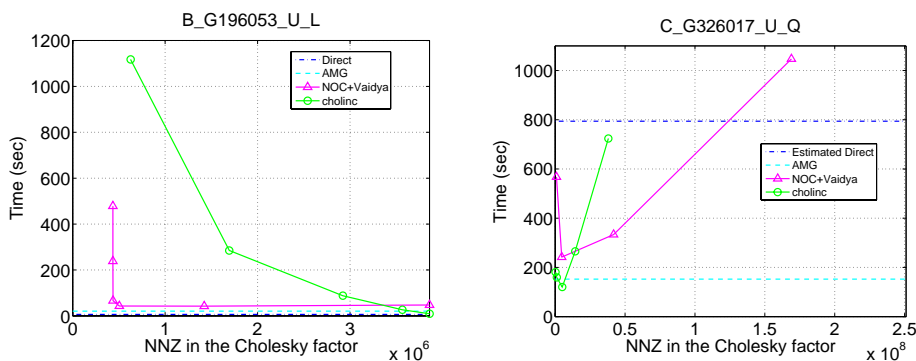 B_G196053_U_L
1200
1000
800
600
400
200
0
Time (sec)
Direct
AMG
NOC+Vaidya
cholinc
0 1 2 3
NNZ in the Cholesky factor
x 10^6
C_G326017_U_Q
1000
800
600
400
200
0
Time (sec)
Estimated Direct
AMG
NOC+Vaidya
cholinc
0 0.5 1 1.5 2 2.5
NNZ in the Cholesky factor
x 10^8